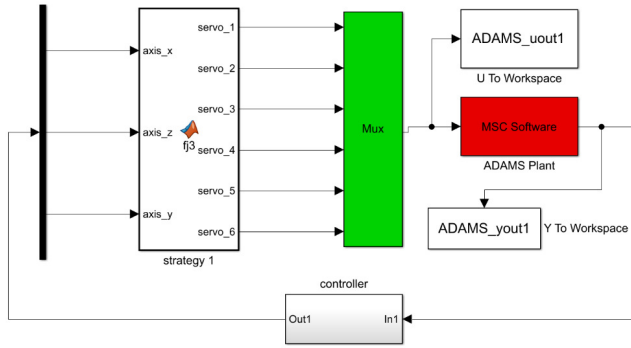 axis_x
axis_z
axis_y
fj3
servo_1
servo_2
servo_3
servo_4
servo_5
servo_6
strategy 1
Mux
ADAMS_uout1
U To Workspace
MSC Software
ADAMS Plant
ADAMS_yout1
Y To Workspace
controller
Out1
In1